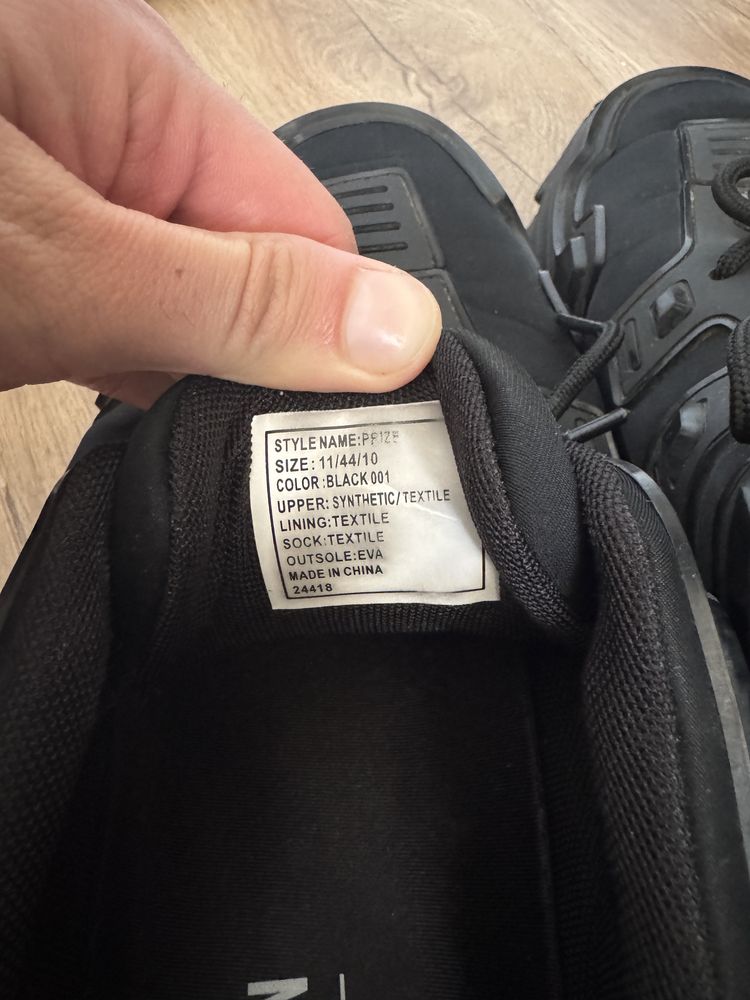 STYLE NAME:PRIZE
SIZE: 11/44/10
COLOR :BLACK 001
UPPER: SYNTHETIC/TEXTILE
LINING:TEXTILE
SOCK:TEXTILE
OUTSOLE:EVA
MADE IN CHINA
24418